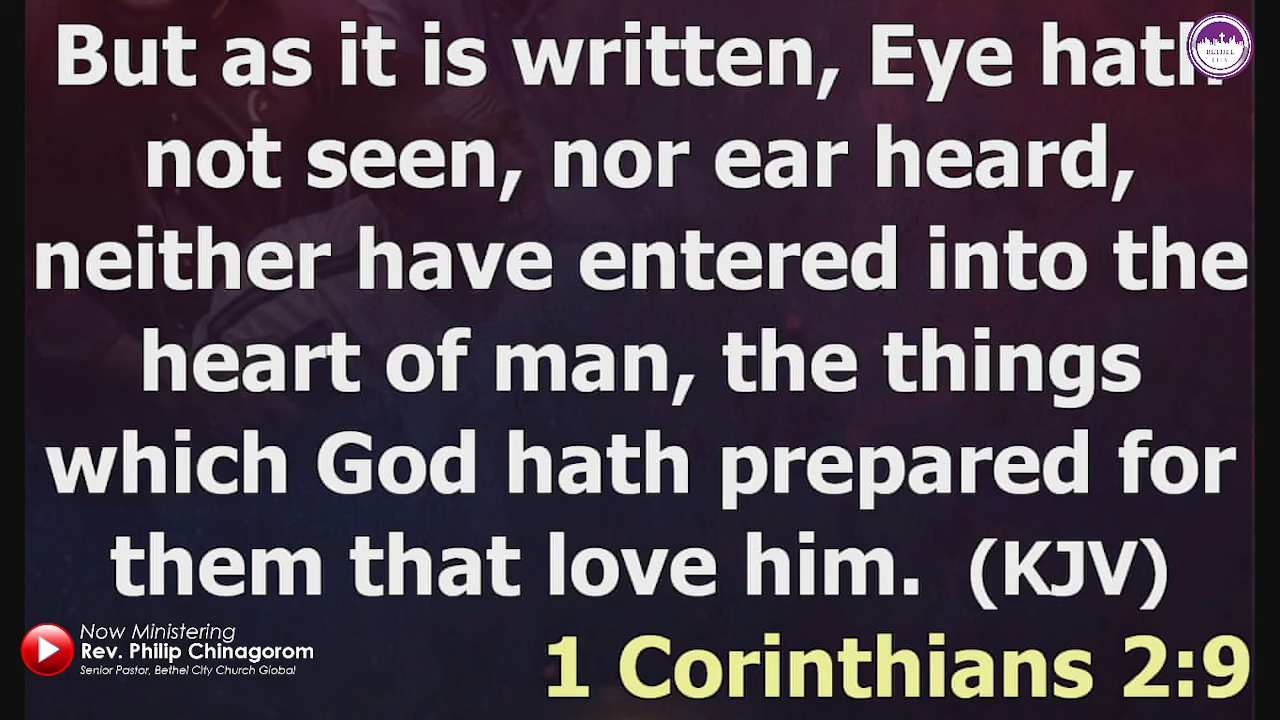 But as it is written, Eye hath
not seen, nor ear heard,
neither have entered into the
heart of man, the things
which God hath prepared for
them that love him. (KJV)
1 Corinthians 2:9
Now Ministering
Rev. Philip Chinagorom
Senior Pastor, Bethel City Church Global
BETHEL
CITY